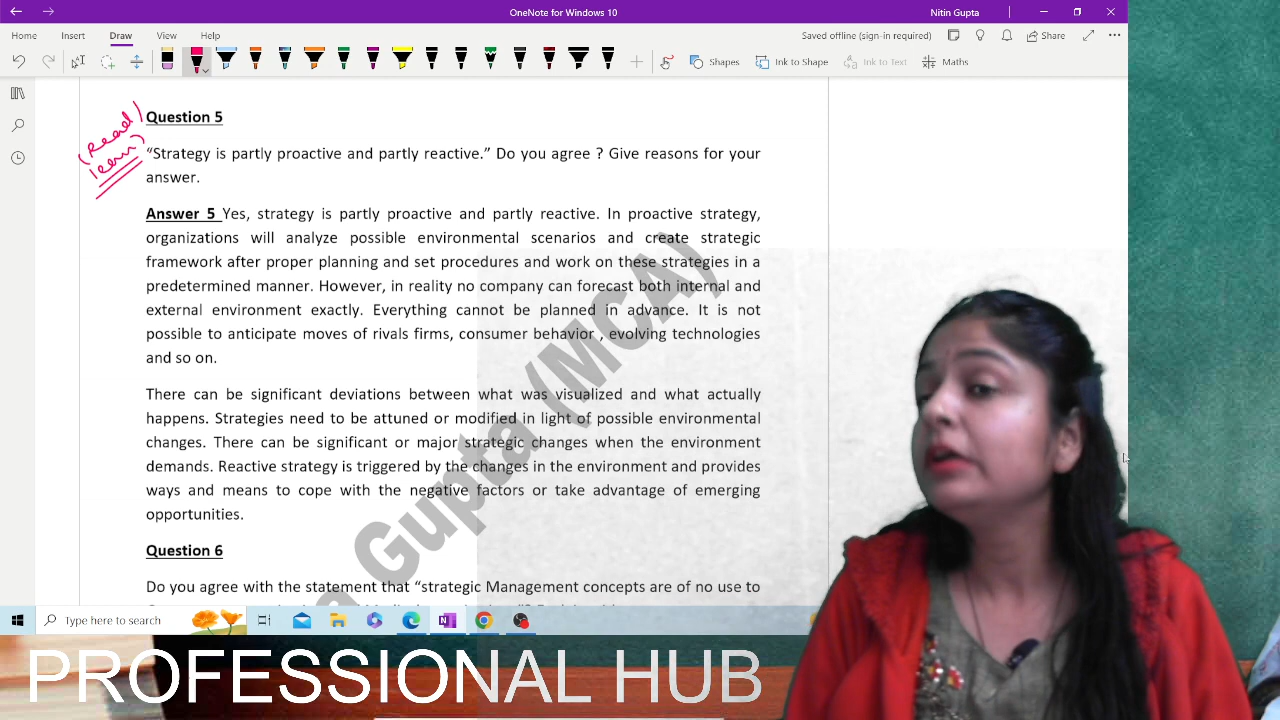 OneNote for Windows 10
Nitin Gupta
Home
Insert
Draw
View
Help
Saved offline (sign-in required)
Share
Shapes
Ink to Shape
Ink to Text
Maths
(Read)
learn)
Question 5
“Strategy is partly proactive and partly reactive.” Do you agree ? Give reasons for your
answer.
Answer 5 Yes, strategy is partly proactive and partly reactive. In proactive strategy,
organizations will analyze possible environmental scenarios and create strategic
framework after proper planning and set procedures and work on these strategies in a
predetermined manner. However, in reality no company can forecast both internal and
external environment exactly. Everything cannot be planned in advance. It is not
possible to anticipate moves of rivals firms, consumer behavior , evolving technologies
and so on.
There can be significant deviations between what was visualized and what actually
happens. Strategies need to be attuned or modified in light of possible environmental
changes. There can be significant or major strategic changes when the environment
demands. Reactive strategy is triggered by the changes in the environment and provides
ways and means to cope with the negative factors or take advantage of emerging
opportunities.
Question 6
Do you agree with the statement that “strategic Management concepts are of no use to
Gupta (MCA)
Type here to search
PROFESSIONAL HUB